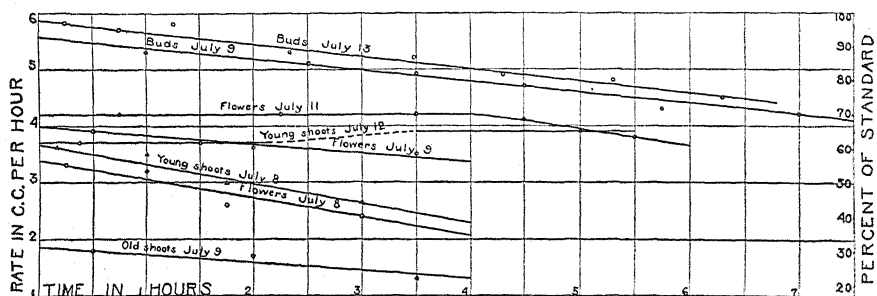 6
100
Buds July 13
Buds July 9
90
5
80
Flowers July 11
70
4
Young shoots July 12
Flowers July 9
60
Young shoots July 8
Flowers July 8
3
50
40
2
Old shoots July 9
30
20
1
TIME IN 1 HOURS 2 3 4 5 6 7
RATE IN C.C. PER HOUR
PERCENT OF STANDARD